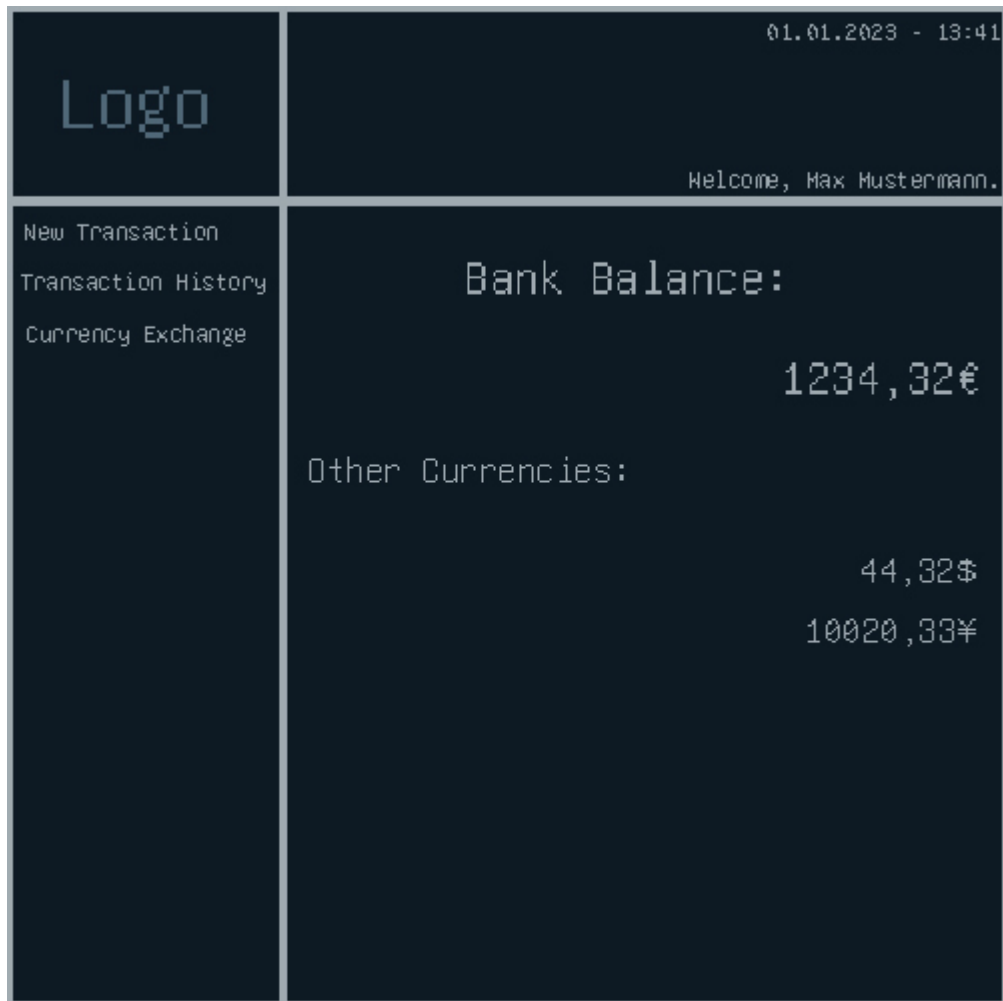 Logo
01.01.2023 - 13:41
Welcome, Max Mustermann.
New Transaction
Transaction History
Currency Exchange
Bank Balance:
1234,32€
Other Currencies:
44,32$
10020,33¥